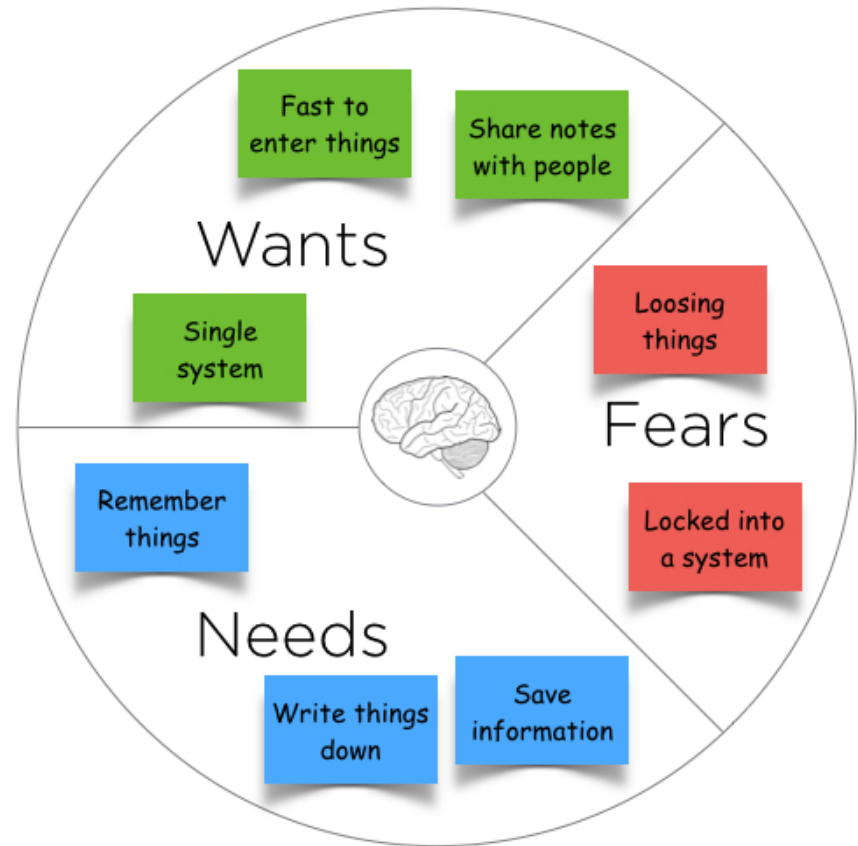 Fast to
enter things
Share notes
with people
Wants
Single
system
Loosing
things
Fears
Locked into
a system
Remember
things
Needs
Write things
down
Save
information